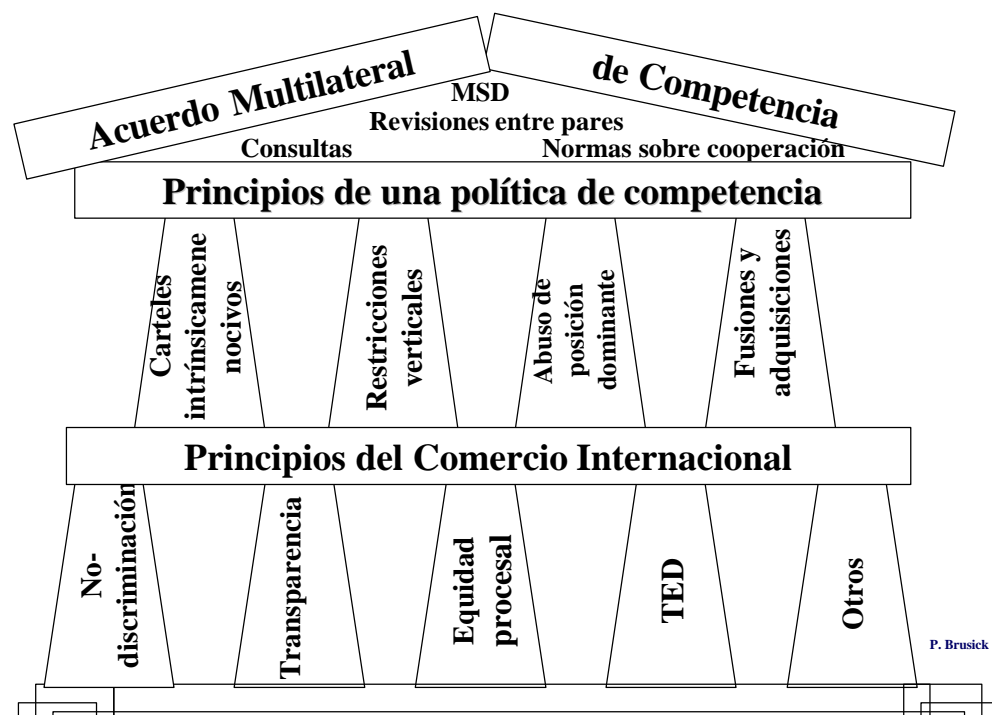 Acuerdo Multilateral
de Competencia
MSD
Revisiones entre pares
Consultas
Normas sobre cooperación
Principios de una política de competencia
Carteles
intrínsicamene
nocivos
Restricciones
verticales
Abuso de
posición
dominante
Fusiones y
adquisiciones
Principios del Comercio Internacional
No-
discriminación
Transparencia
Equidad
procesal
TED
Otros
P. Brusick